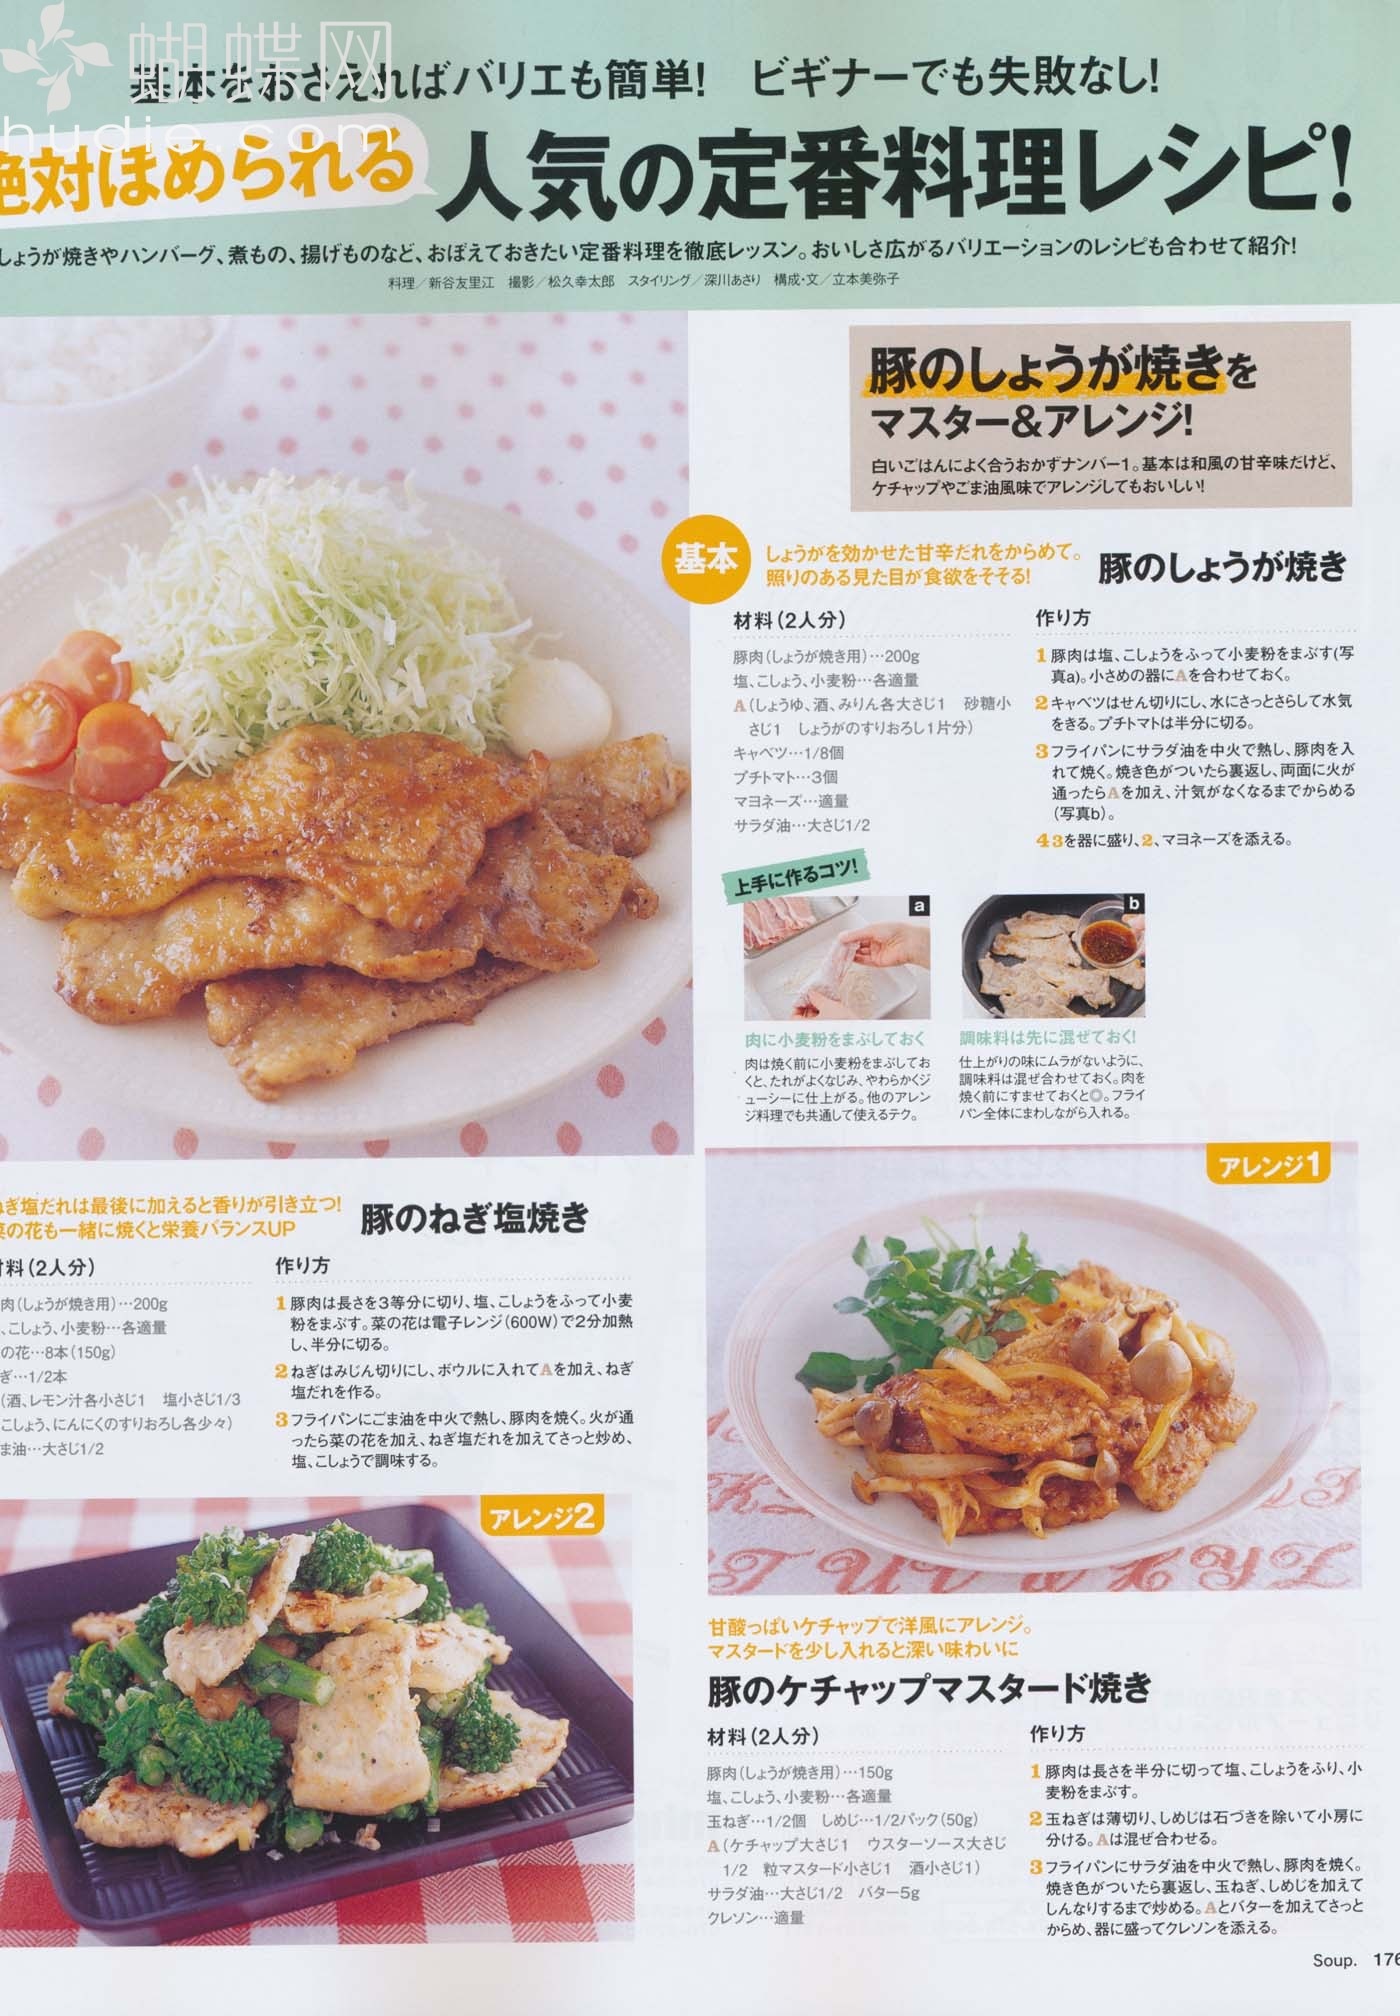 蝴蝶网
hudie.com
基本をおさえればバリエも簡単! ビギナーでも失敗なし!
絶対ほめられる
人気の定番料理レシピ!
しょうが焼きやハンバーグ、煮もの、揚げものなど、おぼえておきたい定番料理を徹底レッスン。おいしさ広がるバリエーションのレシピも合わせて紹介!
料理／新谷友里江 撮影／松久幸太郎 スタイリング／深川あさり 構成・文／立本美弥子
豚のしょうが焼きを
マスター&アレンジ!
白いごはんによく合うおかずナンバー1。基本は和風の甘辛味だけど、
ケチャップやごま油風味でアレンジしてもおいしい!
基本
しょうがを効かせた甘辛だれをからめて。
照りのある見た目が食欲をそそる!
豚のしょうが焼き
材料(2人分)
豚肉(しょうが焼き用)…200g
塩、こしょう、小麦粉…各適量
A(しょうゆ、酒、みりん各大さじ1 砂糖小
さじ1 しょうがのすりおろし1片分)
キャベツ…1/8個
プチトマト…3個
マヨネーズ…適量
サラダ油…大さじ1/2
作り方
1 豚肉は塩、こしょうをふって小麦粉をまぶす(写
真a)。小さめの器にAを合わせておく。
2 キャベツはせん切りにし、水にさっとさらして水気
をきる。プチトマトは半分に切る。
3 フライパンにサラダ油を中火で熱し、豚肉を入
れて焼く。焼き色がついたら裏返し、両面に火が
通ったらAを加え、汁気がなくなるまでからめる
(写真b)。
4 3を器に盛り、2、マヨネーズを添える。
上手に作るコツ!
a
b
肉に小麦粉をまぶしておく
肉は焼く前に小麦粉をまぶしてお
くと、たれがよくなじみ、やわらかくジ
ューシーに仕上がる。他のアレン
ジ料理でも共通して使えるテク。
調味料は先に混ぜておく!
仕上がりの味にムラがないように、
調味料は混ぜ合わせておく。肉を
焼く前にすませておくと◎。フライ
パン全体にまわしながら入れる。
ねぎ塩だれは最後に加えると香りが引き立つ!
菜の花も一緒に焼くと栄養バランスUP
豚のねぎ塩焼き
材料(2人分)
肉(しょうが焼き用)…200g
、こしょう、小麦粉…各適量
の花…8本(150g)
ぎ…1/2本
(酒、レモン汁各小さじ1 塩小さじ1/3
こしょう、にんにくのすりおろし各少々)
ま油…大さじ1/2
作り方
1 豚肉は長さを3等分に切り、塩、こしょうをふって小麦
粉をまぶす。菜の花は電子レンジ(600W)で2分加熱
し、半分に切る。
2 ねぎはみじん切りにし、ボウルに入れてAを加え、ねぎ
塩だれを作る。
3 フライパンにごま油を中火で熱し、豚肉を焼く。火が通
ったら菜の花を加え、ねぎ塩だれを加えてさっと炒め、
塩、こしょうで調味する。
アレンジ2
アレンジ1
甘酸っぱいケチャップで洋風にアレンジ。
マスタードを少し入れると深い味わいに
豚のケチャップマスタード焼き
材料(2人分)
豚肉(しょうが焼き用)…150g
塩、こしょう、小麦粉…各適量
玉ねぎ…1/2個 しめじ…1/2パック(50g)
A(ケチャップ大さじ1 ウスターソース大さじ
1/2 粒マスタード小さじ1 酒小さじ1)
サラダ油…大さじ1/2 バター5g
クレソン…適量
作り方
1 豚肉は長さを半分に切って塩、こしょうをふり、小
麦粉をまぶす。
2 玉ねぎは薄切り、しめじは石づきを除いて小房に
分ける。Aは混ぜ合わせる。
3 フライパンにサラダ油を中火で熱し、豚肉を焼く。
焼き色がついたら裏返し、玉ねぎ、しめじを加えて
しんなりするまで炒める。Aとバターを加えてさっと
からめ、器に盛ってクレソンを添える。
Soup. 176